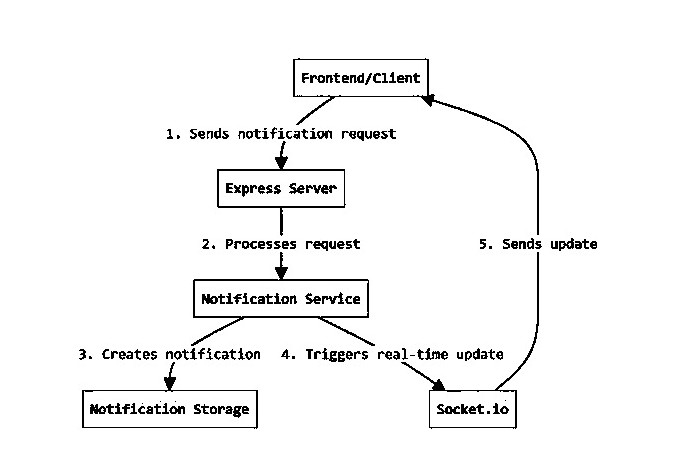 Frontend/Client
1. Sends notification request
Express Server
2. Processes request
5. Sends update
Notification Service
3. Creates notification
4. Triggers real-time update
Notification Storage
Socket.io